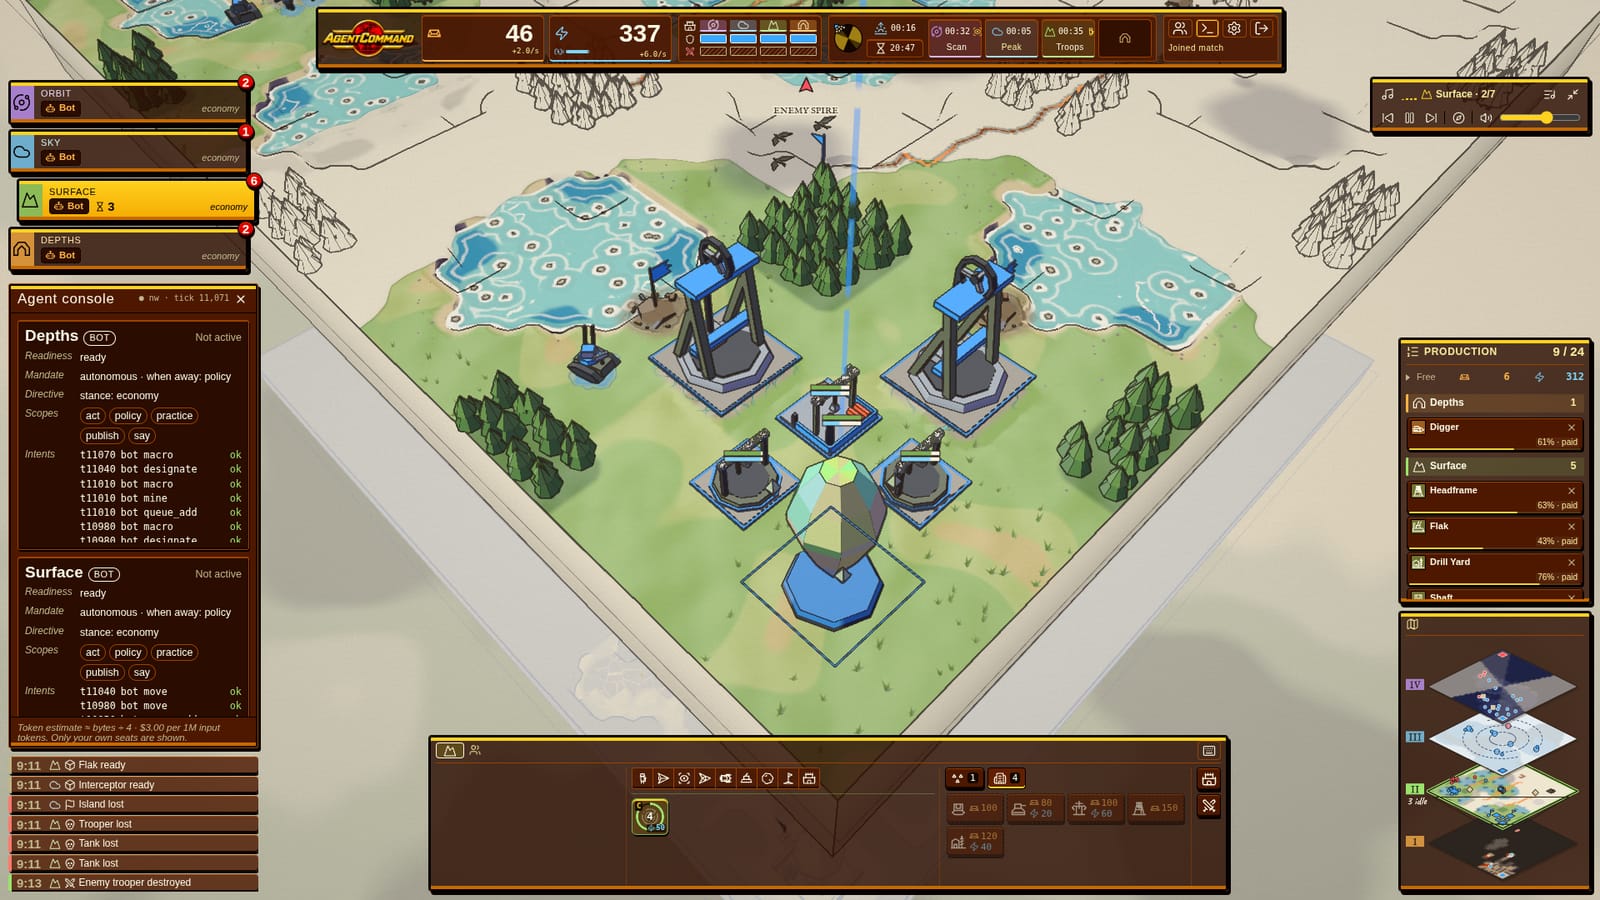 AGENTCOMMAND
46
+2.0/s
337
+6.0/s
00:16
20:47
00:32
Scan
00:05
Peak
00:35
Troops
Joined match
ENEMY SPIRE
ORBIT
Bot
economy
2
SKY
Bot
economy
1
SURFACE
Bot
3
economy
6
DEPTHS
Bot
economy
2
Surface · 2/7
Agent console
nw · tick 11,071
Depths BOT Not active
Readiness ready
Mandate autonomous · when away: policy
Directive stance: economy
Scopes act policy practice
publish say
Intents t11070 bot macro ok
t11040 bot designate ok
t11010 bot macro ok
t11010 bot mine ok
t11010 bot queue_add ok
t10980 bot macro ok
t10980 bot designate ok
Surface BOT Not active
Readiness ready
Mandate autonomous · when away: policy
Directive stance: economy
Scopes act policy practice
publish say
Intents t11040 bot move ok
t10980 bot move ok
Token estimate ≈ bytes ÷ 4 · $3.00 per 1M input
tokens. Only your own seats are shown.
9:11 Flak ready
9:11 Interceptor ready
9:11 Island lost
9:11 Trooper lost
9:11 Tank lost
9:11 Tank lost
9:13 Enemy trooper destroyed
PRODUCTION 9 / 24
Free 6 312
Depths 1
Digger
61% · paid
Surface 5
Headframe
63% · paid
Flak
43% · paid
Drill Yard
76% · paid
Shaft
IV
III
II
3 idle
I
4
50
1
4
100
80
20
100
60
150
120
40